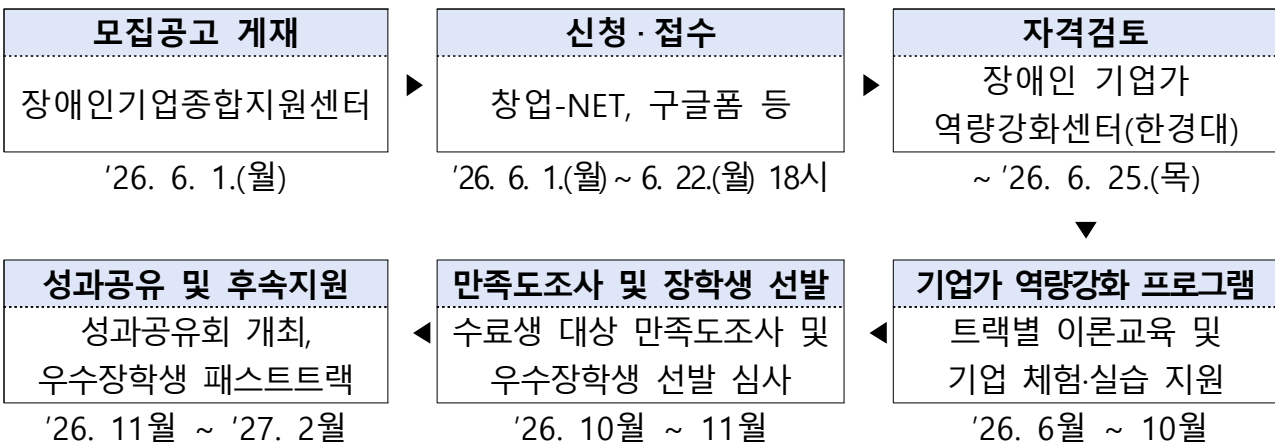 모집공고 게재
장애인기업종합지원센터
'26. 6. 1.(월)
▶
신청 · 접수
창업-NET, 구글폼 등
'26. 6. 1.(월) ~ 6. 22.(월) 18시
▶
자격검토
장애인 기업가
역량강화센터(한경대)
~ '26. 6. 25.(목)
▼
기업가 역량강화 프로그램
트랙별 이론교육 및
기업 체험·실습 지원
'26. 6월 ~ 10월
◀
만족도조사 및 장학생 선발
수료생 대상 만족도조사 및
우수장학생 선발 심사
'26. 10월 ~ 11월
◀
성과공유 및 후속지원
성과공유회 개최,
우수장학생 패스트트랙
'26. 11월 ~ '27. 2월